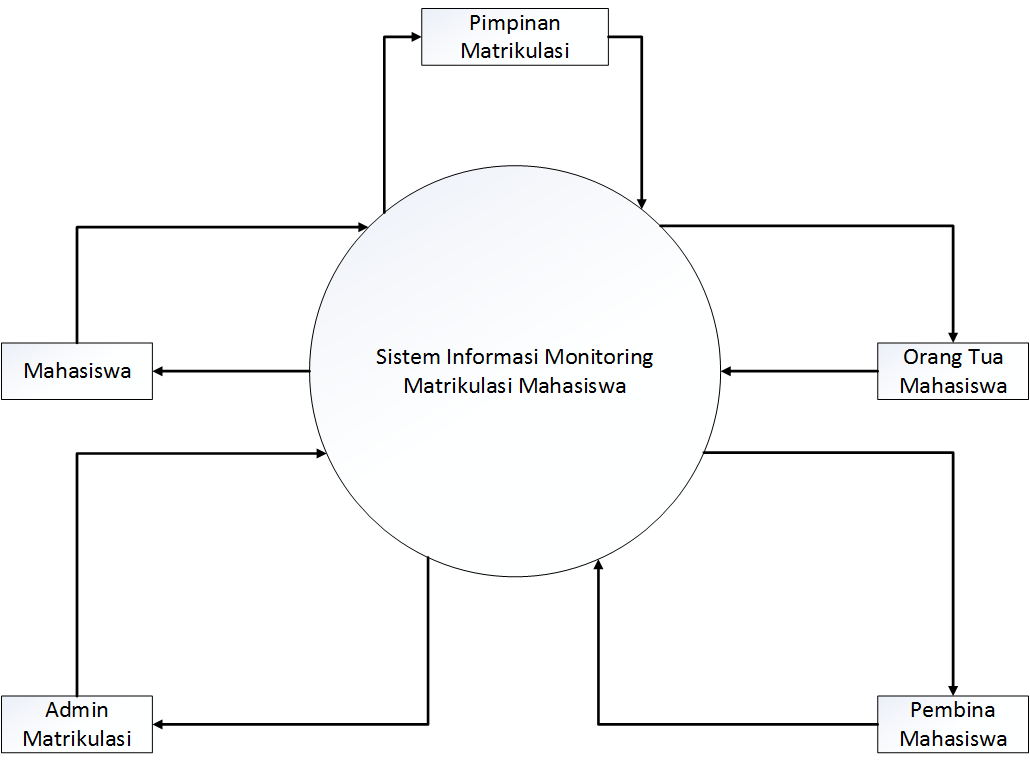 Pimpinan
Matrikulasi
Sistem Informasi Monitoring
Matrikulasi Mahasiswa
Mahasiswa
Orang Tua
Mahasiswa
Admin
Matrikulasi
Pembina
Mahasiswa